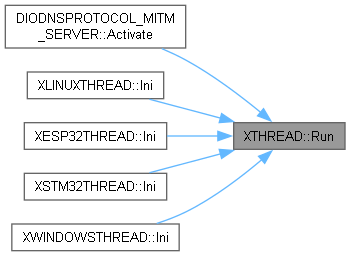 DIODNSPROTOCOL_MITM
_SERVER::Activate
XLINUXTHREAD::Ini
XESP32THREAD::Ini
XTHREAD::Run
XSTM32THREAD::Ini
XWINDOWSTHREAD::Ini